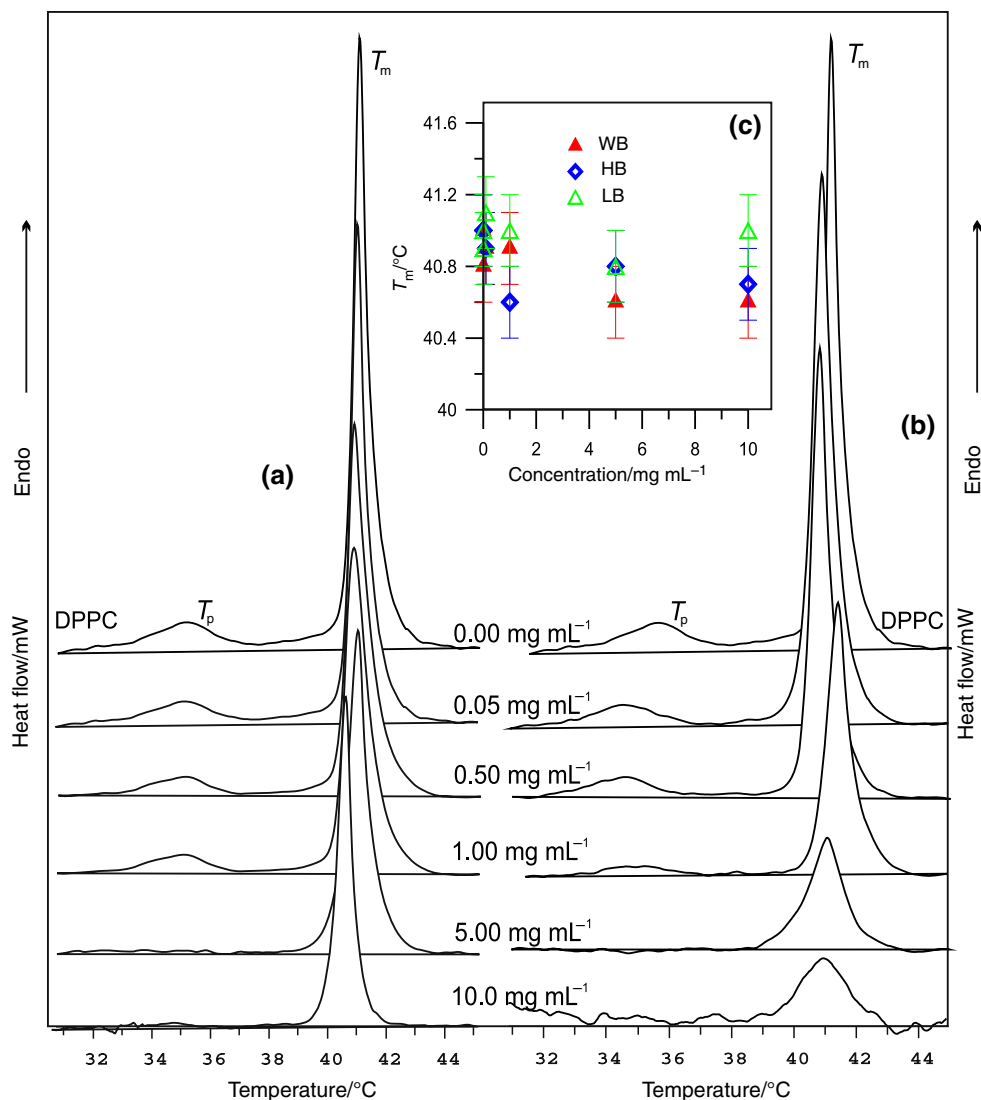 Tm
Tm
(c)
WB
HB
LB
41.6
41.2
40.8
40.4
40
Tm/°C
0 2 4 6 8 10
Concentration/mg mL⁻¹
(a)
(b)
Endo
Heat flow/mW
Endo
Heat flow/mW
DPPC
Tp
0.00 mg mL⁻¹
Tp
DPPC
0.05 mg mL⁻¹
0.50 mg mL⁻¹
1.00 mg mL⁻¹
5.00 mg mL⁻¹
10.0 mg mL⁻¹
32 34 36 38 40 42 44
32 34 36 38 40 42 44
Temperature/°C
Temperature/°C